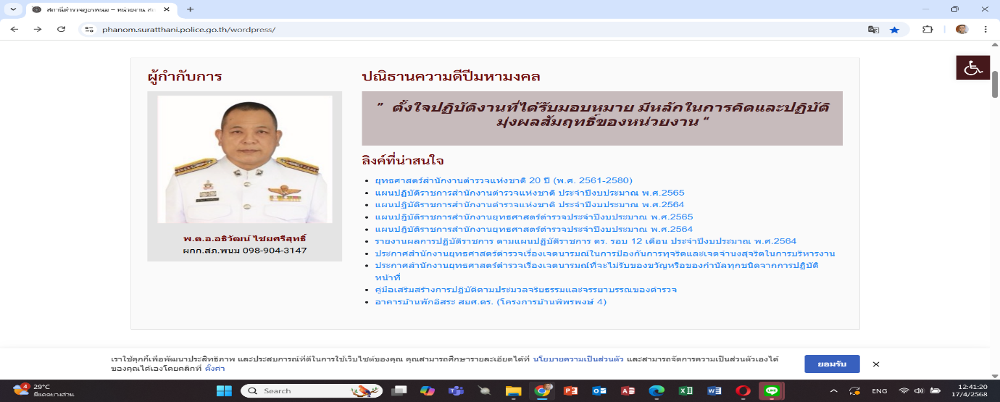 สถานีตำรวจภูธรพนม – หน่วยงาน สเ
phanom.suratthani.police.go.th/wordpress/
ผู้กำกับการ
พ.ต.อ.อธิวัฒน์ ไชยศรีสุทธิ์
ผกก.สภ.พนม 098-904-3147
ปณิธานความดีปีมหามงคล
" ตั้งใจปฏิบัติงานที่ได้รับมอบหมาย มีหลักในการคิดและปฏิบัติ
มุ่งผลสัมฤทธิ์ของหน่วยงาน "
ลิงค์ที่น่าสนใจ
ยุทธศาสตร์สำนักงานตำรวจแห่งชาติ 20 ปี (พ.ศ. 2561-2580)
แผนปฏิบัติราชการสำนักงานตำรวจแห่งชาติ ประจำปีงบประมาณ พ.ศ.2565
แผนปฏิบัติราชการสำนักงานตำรวจแห่งชาติ ประจำปีงบประมาณ พ.ศ.2564
แผนปฏิบัติราชการสำนักงานยุทธศาสตร์ตำรวจประจำปีงบประมาณ พ.ศ.2565
แผนปฏิบัติราชการสำนักงานยุทธศาสตร์ตำรวจประจำปีงบประมาณ พ.ศ.2564
รายงานผลการปฏิบัติราชการ ตามแผนปฏิบัติราชการ ตร. รอบ 12 เดือน ประจำปีงบประมาณ พ.ศ.2564
ประกาศสำนักงานยุทธศาสตร์ตำรวจเรื่องเจตนารมณ์ในการป้องกันการทุจริตและเจตจำนงสุจริตในการบริหารงาน
ประกาศสำนักงานยุทธศาสตร์ตำรวจเรื่องเจตนารมณ์ที่จะไม่รับของขวัญหรือของกำนัลทุกชนิดจากการปฏิบัติ
หน้าที่
คู่มือเสริมสร้างการปฏิบัติตามประมวลจริยธรรมและจรรยาบรรณของตำรวจ
อาคารบ้านพักอิสระ สยศ.ตร. (โครงการบ้านพิพรพงษ์ 4)
เราใช้คุกกี้เพื่อพัฒนาประสิทธิภาพ และประสบการณ์ที่ดีในการใช้เว็บไซต์ของคุณ คุณสามารถศึกษารายละเอียดได้ที่ นโยบายความเป็นส่วนตัว และสามารถจัดการความเป็นส่วนตัวเองได้
ของคุณได้เองโดยคลิกที่ ตั้งค่า
ยอมรับ
4
29°C
มีแดดบางส่วน
Search
ENG
12:41:20
17/4/2568